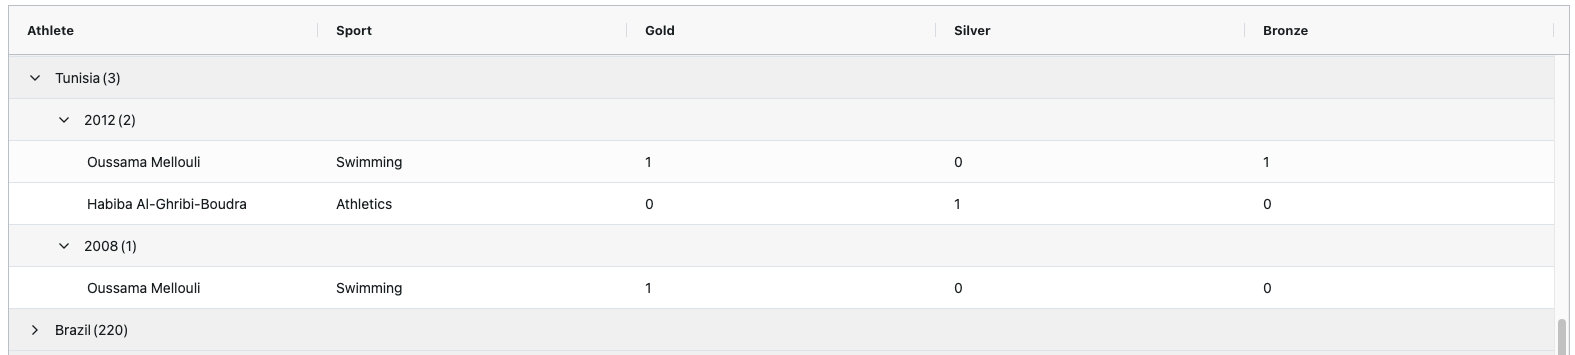 Athlete Sport Gold Silver Bronze
Tunisia (3)
2012 (2)
Oussama Mellouli Swimming 1 0 1
Habiba Al-Ghribi-Boudra Athletics 0 1 0
2008 (1)
Oussama Mellouli Swimming 1 0 0
Brazil (220)